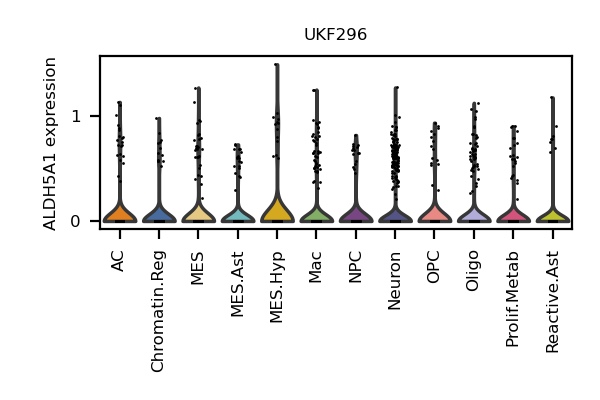 UKF296
ALDH5A1 expression
1
0
AC
Chromatin.Reg
MES
MES.Ast
MES.Hyp
Mac
NPC
Neuron
OPC
Oligo
Prolif.Metab
Reactive.Ast